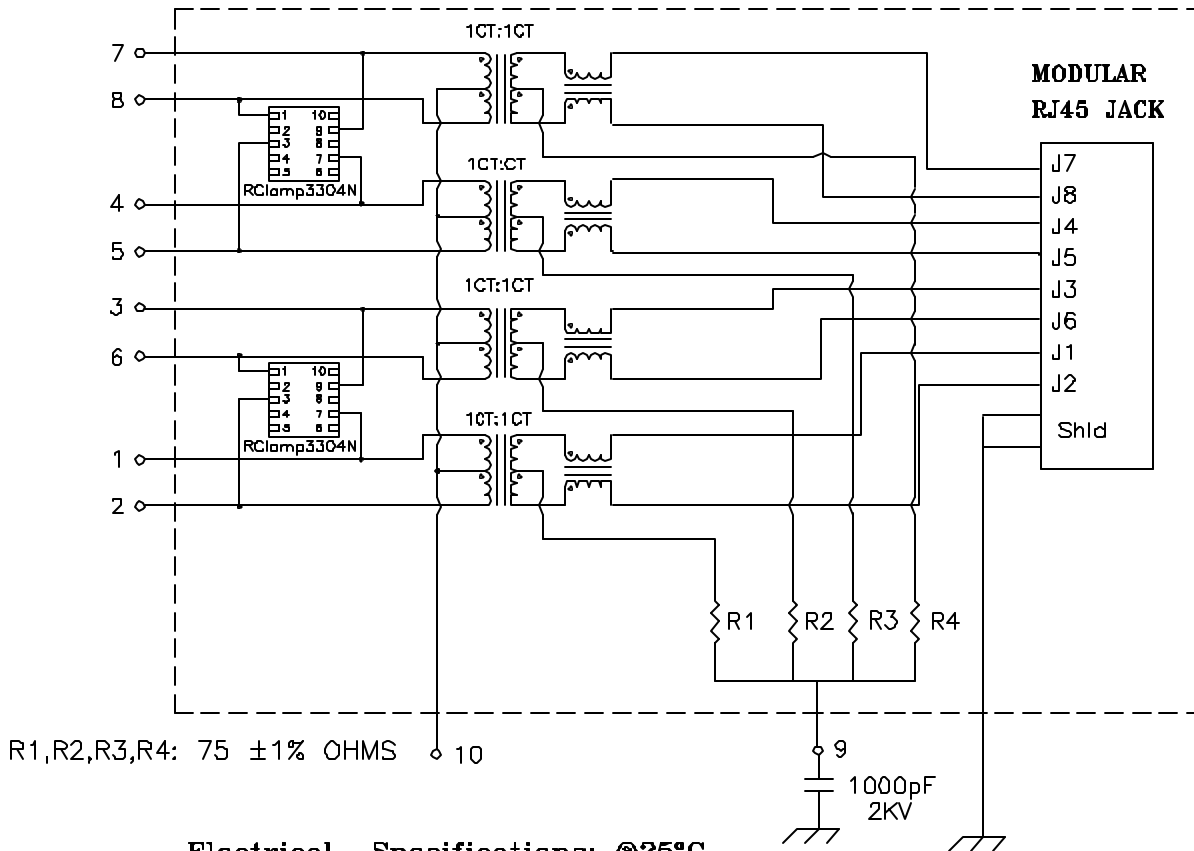 1CT:1CT
7
MODULAR
RJ45 JACK
8
1 10
2 9
3 8
4 7
5 6
RClamp3304N
1CT:CT
J7
J8
4
J4
5
J5
1CT:1CT
3
J3
J6
6
J1
1 10
2 9
3 8
4 7
5 6
RClamp3304N
J2
1CT:1CT
Shld
1
2
R1 R2 R3 R4
R1,R2,R3,R4: 75 ±1% OHMS
10
9
1000pF
2KV
Electrical Specifications: @25°C